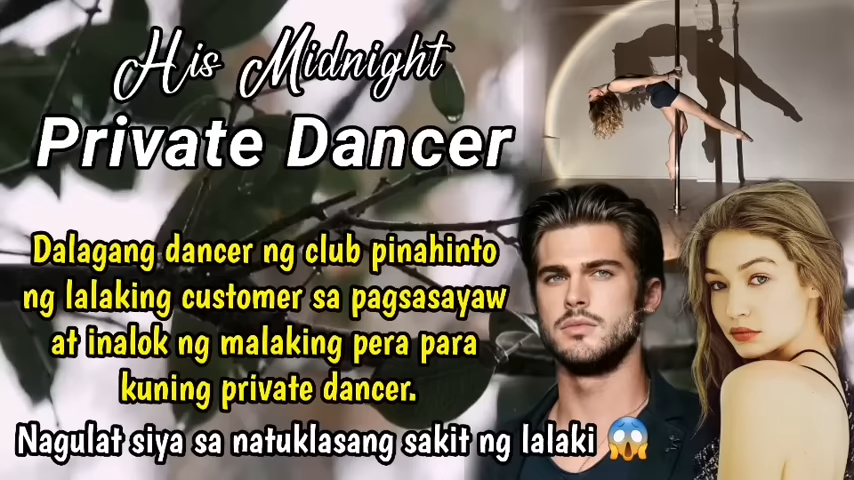 His Midnight
Private Dancer
Dalagang dancer ng club pinahinto
ng lalaking customer sa pagsasayaw
at inalok ng malaking pera para
kuning private dancer.
Nagulat siya sa natuklasang sakit ng lalaki 😱